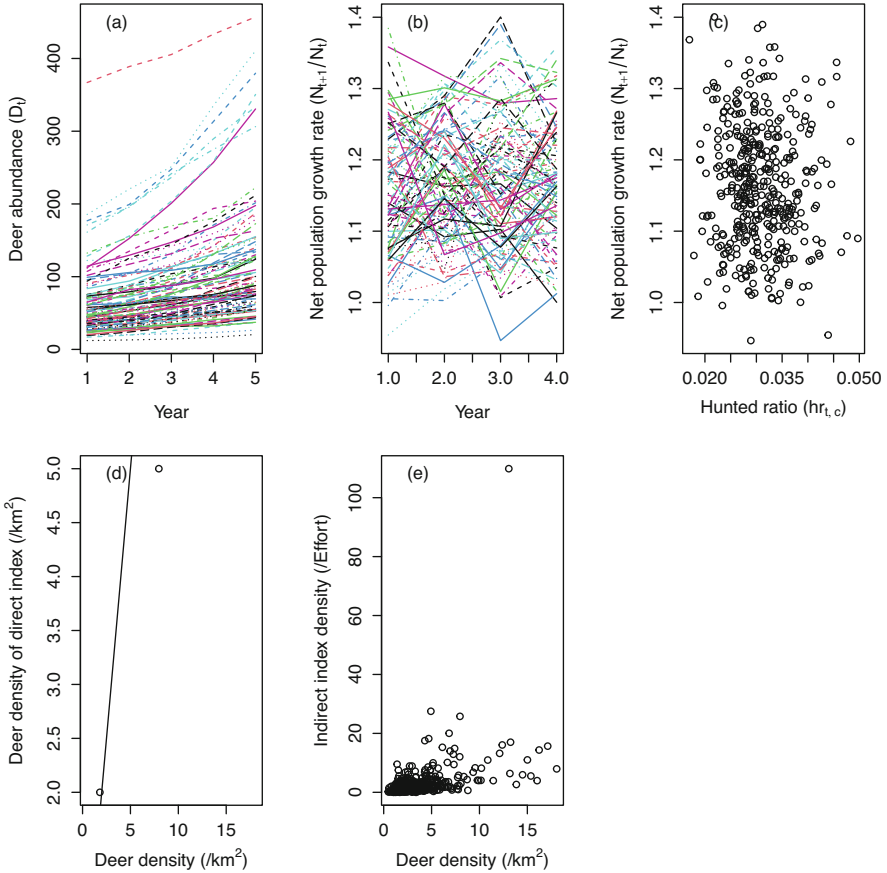 (a)
Deer abundance (Dt)
0 100 200 300 400
1 2 3 4 5
Year
(b)
Net population growth rate (Nt+1/Nt)
1.0 1.1 1.2 1.3 1.4
1.0 2.0 3.0 4.0
Year
(c)
Net population growth rate (Nt+1/Nt)
1.0 1.1 1.2 1.3 1.4
0.020 0.035 0.050
Hunted ratio (hrt, c)
(d)
Deer density of direct index (/km2)
2.0 2.5 3.0 3.5 4.0 4.5 5.0
0 5 10 15
Deer density (/km2)
(e)
Indirect index density (/Effort)
0 20 40 60 80 100
0 5 10 15
Deer density (/km2)